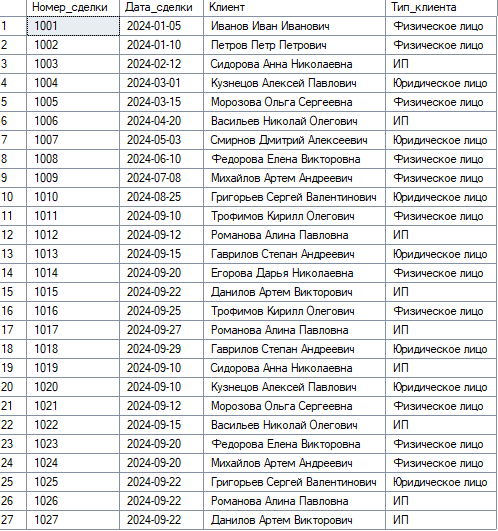 Номер_сделки Дата_сделки Клиент Тип_клиента
1 1001 2024-01-05 Иванов Иван Иванович Физическое лицо
2 1002 2024-01-10 Петров Петр Петрович Физическое лицо
3 1003 2024-02-12 Сидорова Анна Николаевна ИП
4 1004 2024-03-01 Кузнецов Алексей Павлович Юридическое лицо
5 1005 2024-03-15 Морозова Ольга Сергеевна Физическое лицо
6 1006 2024-04-20 Васильев Николай Олегович ИП
7 1007 2024-05-03 Смирнов Дмитрий Алексеевич Юридическое лицо
8 1008 2024-06-10 Федорова Елена Викторовна Физическое лицо
9 1009 2024-07-08 Михайлов Артем Андреевич Физическое лицо
10 1010 2024-08-25 Григорьев Сергей Валентинович Юридическое лицо
11 1011 2024-09-10 Трофимов Кирилл Олегович Физическое лицо
12 1012 2024-09-12 Романова Алина Павловна ИП
13 1013 2024-09-15 Гаврилов Степан Андреевич Юридическое лицо
14 1014 2024-09-20 Егорова Дарья Николаевна Физическое лицо
15 1015 2024-09-22 Данилов Артем Викторович ИП
16 1016 2024-09-25 Трофимов Кирилл Олегович Физическое лицо
17 1017 2024-09-27 Романова Алина Павловна ИП
18 1018 2024-09-29 Гаврилов Степан Андреевич Юридическое лицо
19 1019 2024-09-10 Сидорова Анна Николаевна ИП
20 1020 2024-09-10 Кузнецов Алексей Павлович Юридическое лицо
21 1021 2024-09-12 Морозова Ольга Сергеевна Физическое лицо
22 1022 2024-09-15 Васильев Николай Олегович ИП
23 1023 2024-09-20 Федорова Елена Викторовна Физическое лицо
24 1024 2024-09-20 Михайлов Артем Андреевич Физическое лицо
25 1025 2024-09-22 Григорьев Сергей Валентинович Юридическое лицо
26 1026 2024-09-22 Романова Алина Павловна ИП
27 1027 2024-09-22 Данилов Артем Викторович ИП